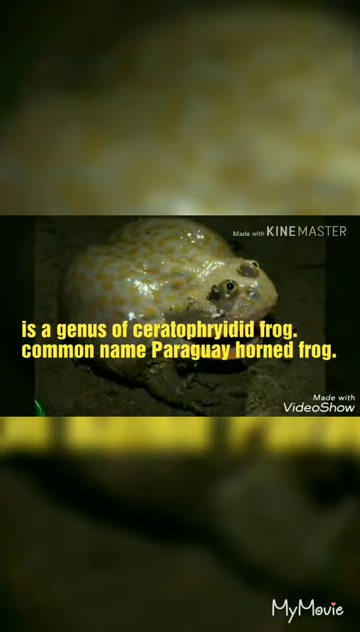 Made with KINEMASTER
is a genus of ceratophryidid frog.
common name Paraguay horned frog.
Made with
VideoShow
MyMovie